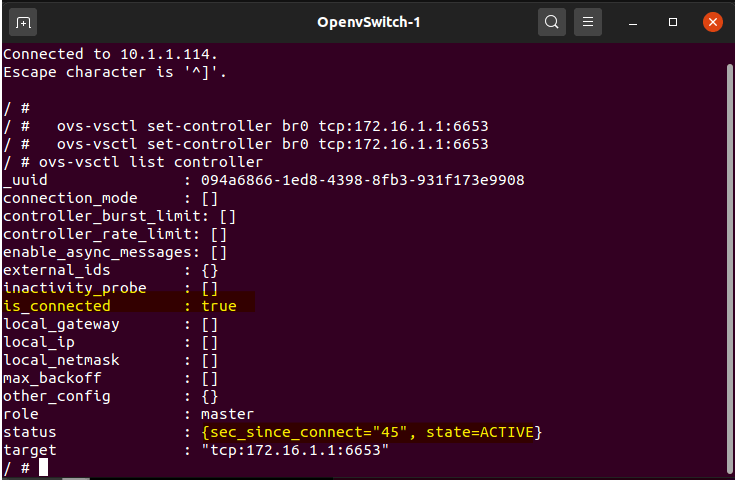 OpenvSwitch-1
Connected to 10.1.1.114.
Escape character is '^]'.
/ #
/ #   ovs-vsctl set-controller br0 tcp:172.16.1.1:6653
/ #   ovs-vsctl set-controller br0 tcp:172.16.1.1:6653
/ # ovs-vsctl list controller
_uuid               : 094a6866-1ed8-4398-8fb3-931f173e9908
connection_mode     : []
controller_burst_limit: []
controller_rate_limit: []
enable_async_messages: []
external_ids        : {}
inactivity_probe    : []
is_connected        : true
local_gateway       : []
local_ip            : []
local_netmask       : []
max_backoff         : []
other_config        : {}
role                : master
status              : {sec_since_connect="45", state=ACTIVE}
target              : "tcp:172.16.1.1:6653"
/ #